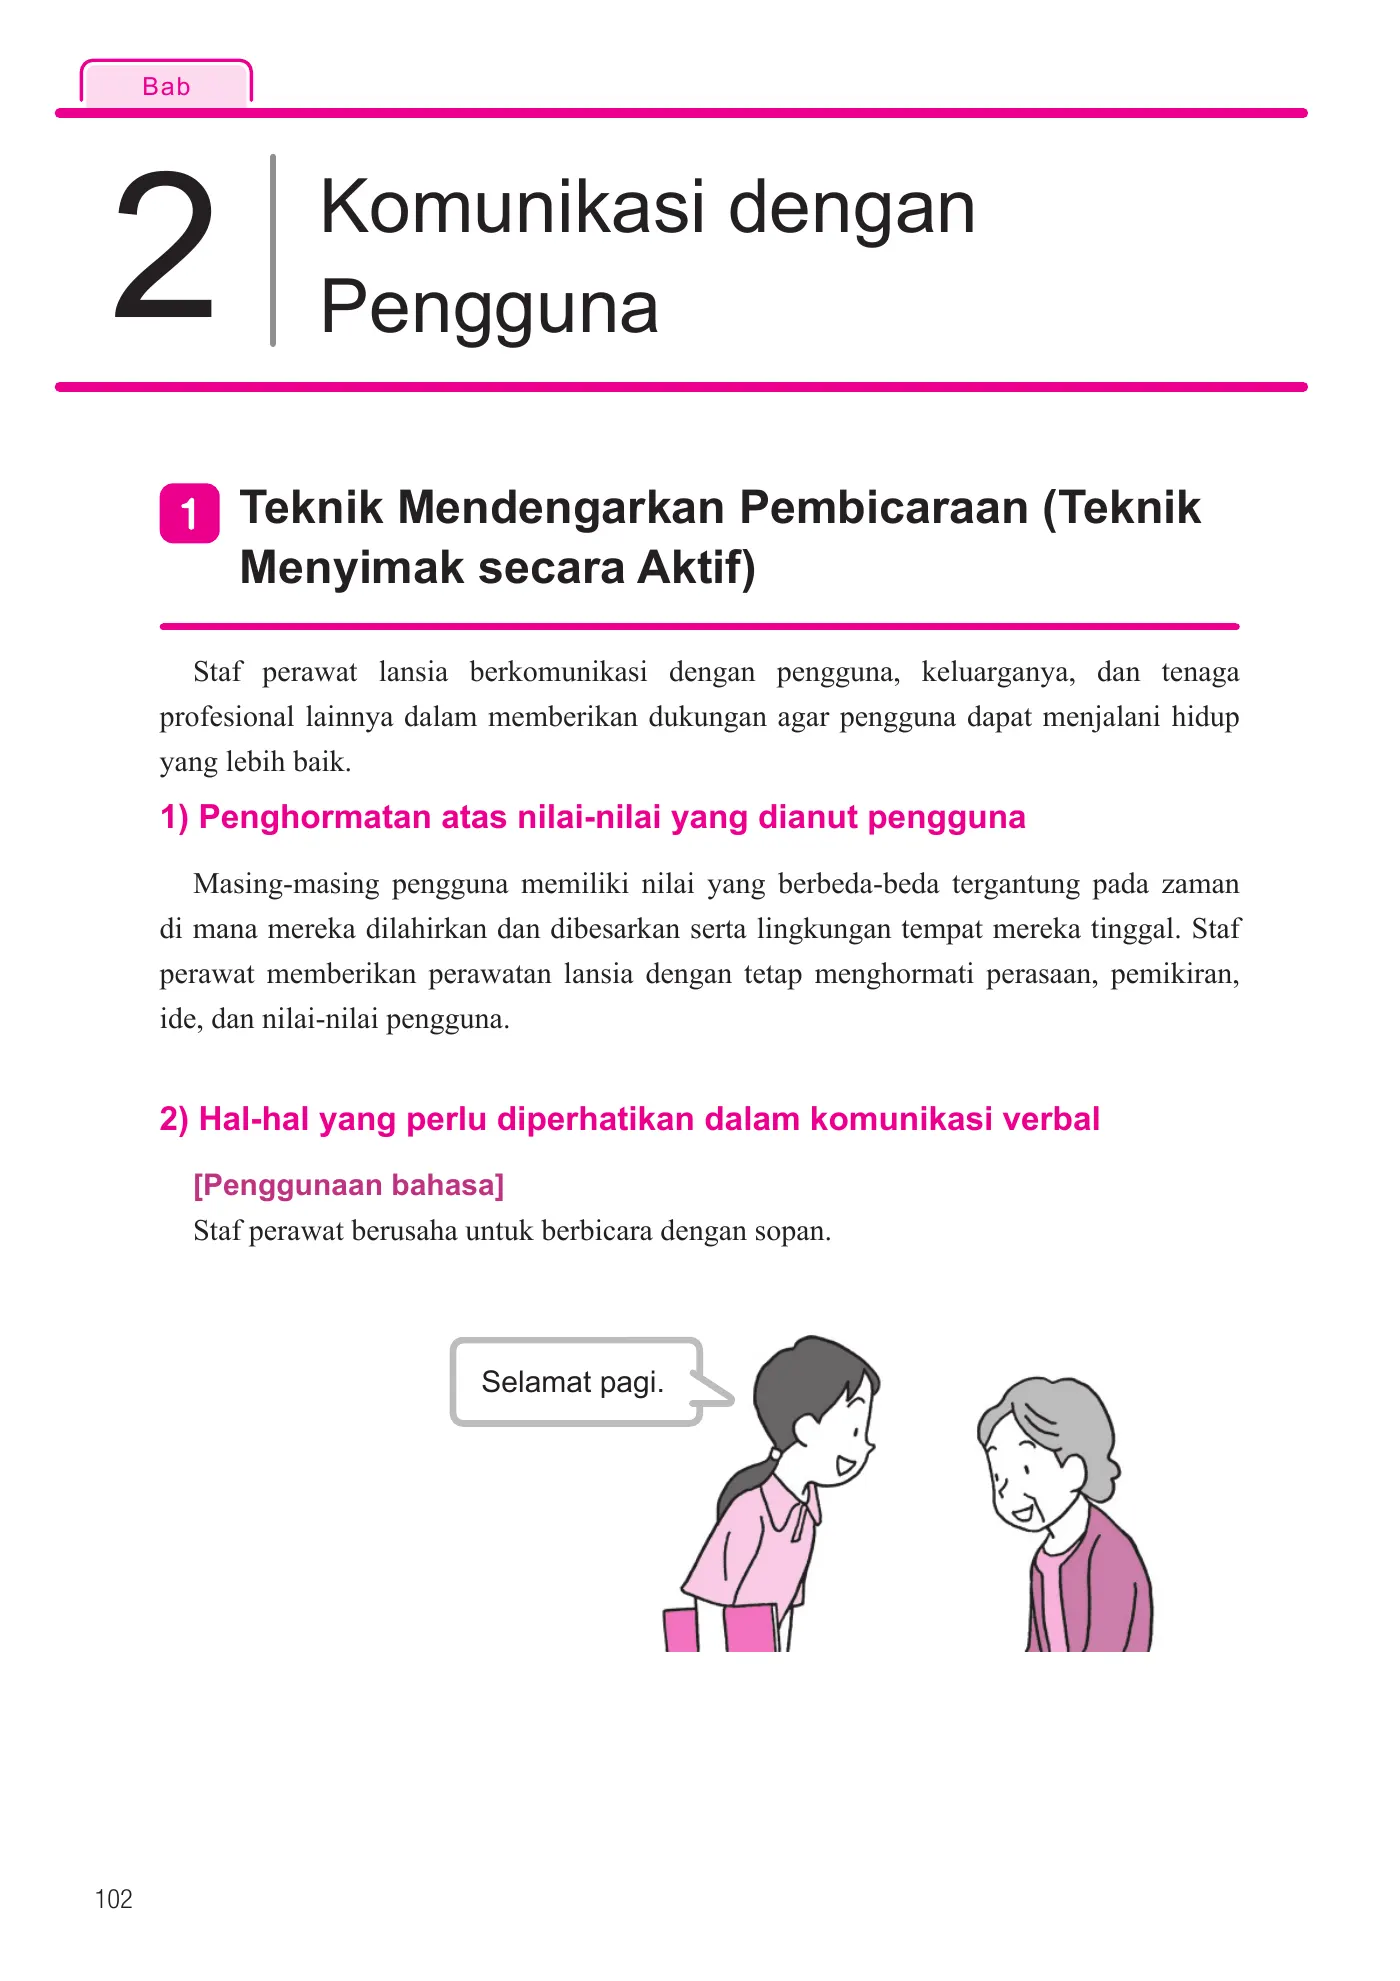 Bab
2
Komunikasi dengan
Pengguna
1
Teknik Mendengarkan Pembicaraan (Teknik
Menyimak secara Aktif)
Staf perawat lansia berkomunikasi dengan pengguna, keluarganya, dan tenaga
profesional lainnya dalam memberikan dukungan agar pengguna dapat menjalani hidup
yang lebih baik.
1) Penghormatan atas nilai-nilai yang dianut pengguna
Masing-masing pengguna memiliki nilai yang berbeda-beda tergantung pada zaman
di mana mereka dilahirkan dan dibesarkan serta lingkungan tempat mereka tinggal. Staf
perawat memberikan perawatan lansia dengan tetap menghormati perasaan, pemikiran,
ide, dan nilai-nilai pengguna.
2) Hal-hal yang perlu diperhatikan dalam komunikasi verbal
[Penggunaan bahasa]
Staf perawat berusaha untuk berbicara dengan sopan.
Selamat pagi.
102